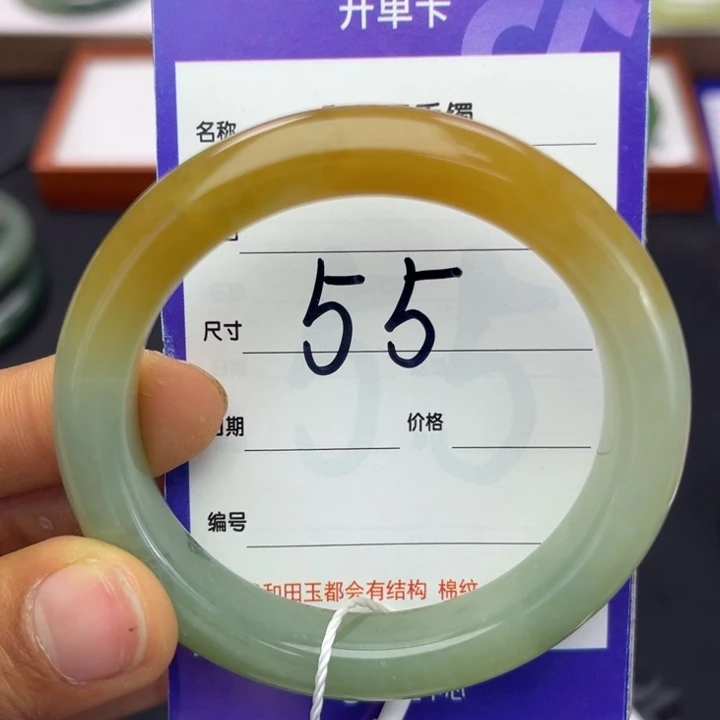 开单卡
名称 手镯
尺寸 55
期 价格
编号
和田玉都会有结构 棉纹